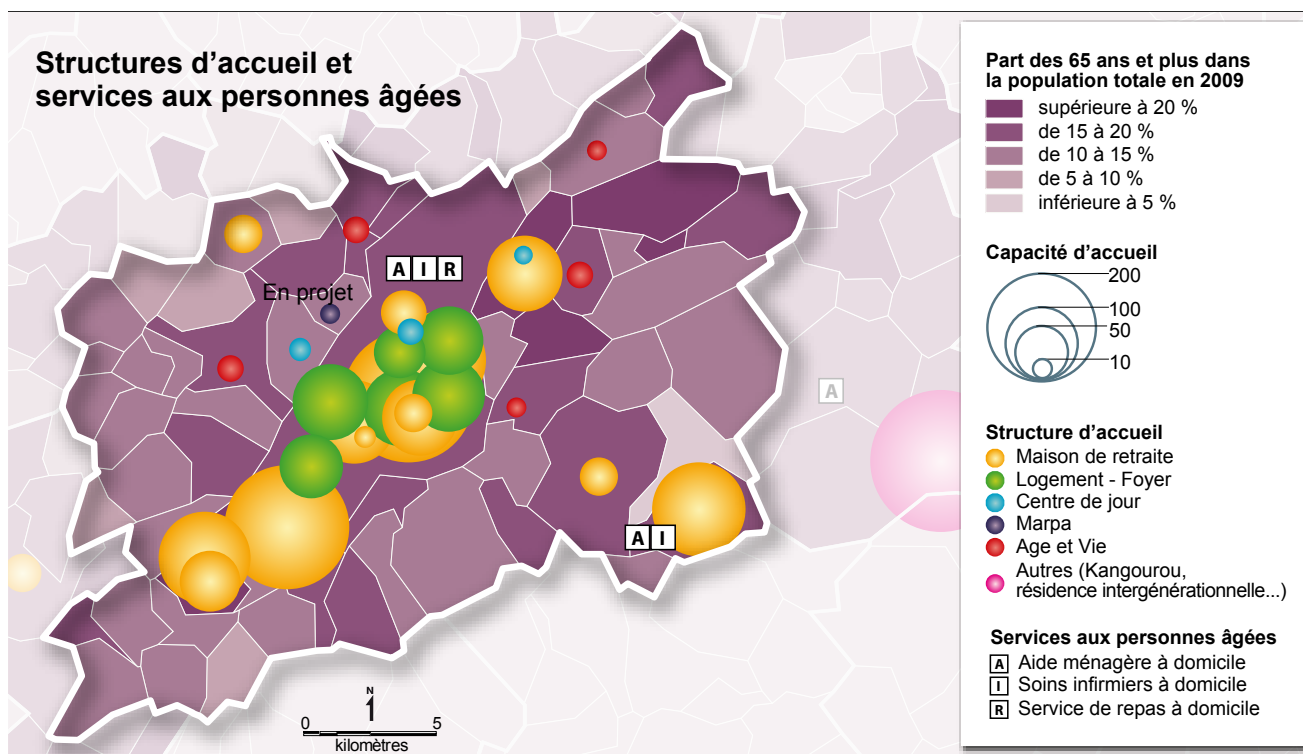 Structures d'accueil et
services aux personnes âgées
A I R
En projet
A
A I
N
0 5
kilomètres
Part des 65 ans et plus dans
la population totale en 2009
supérieure à 20 %
de 15 à 20 %
de 10 à 15 %
de 5 à 10 %
inférieure à 5 %
Capacité d'accueil
200
100
50
10
Structure d'accueil
Maison de retraite
Logement - Foyer
Centre de jour
Marpa
Age et Vie
Autres (Kangourou,
résidence intergénérationnelle...)
Services aux personnes âgées
A Aide ménagère à domicile
I Soins infirmiers à domicile
R Service de repas à domicile